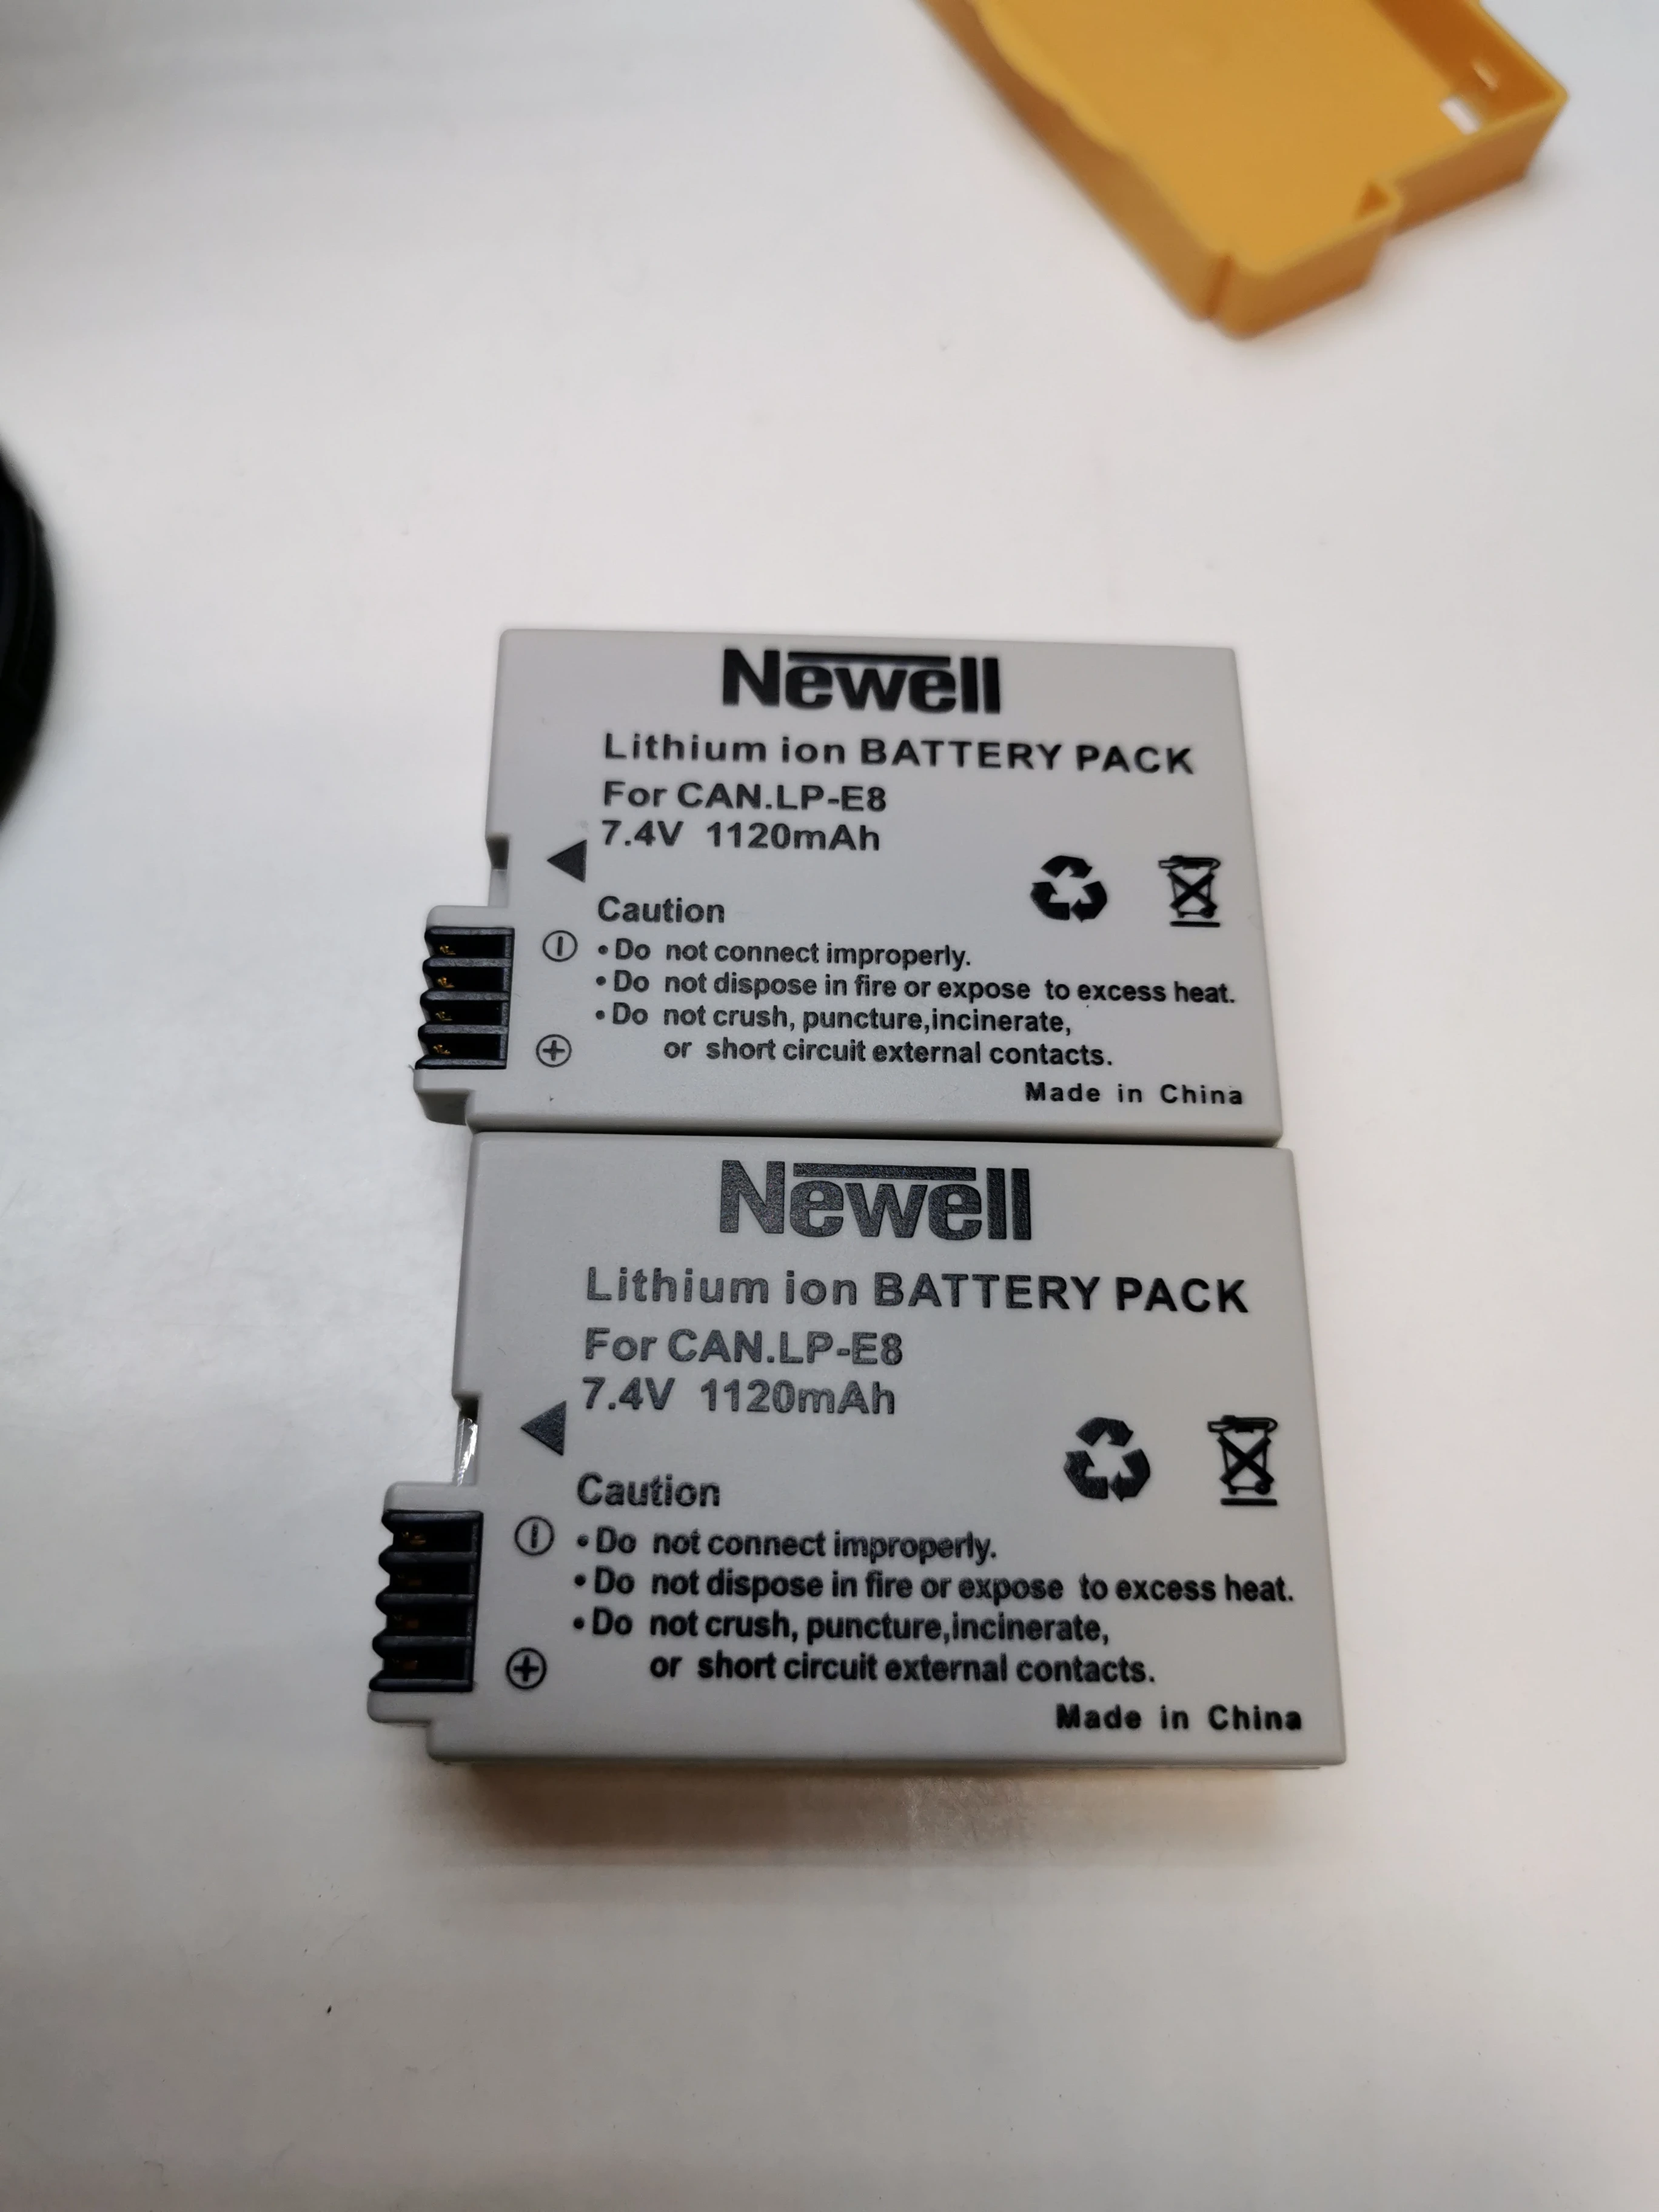 Newell
Lithium ion BATTERY PACK
For CAN.LP-E8
7.4V 1120mAh
Caution
• Do not connect improperly.
• Do not dispose in fire or expose to excess heat.
• Do not crush, puncture,incinerate,
or short circuit external contacts.
Made in China
Newell
Lithium ion BATTERY PACK
For CAN.LP-E8
7.4V 1120mAh
Caution
• Do not connect improperly.
• Do not dispose in fire or expose to excess heat.
• Do not crush, puncture,incinerate,
or short circuit external contacts.
Made in China